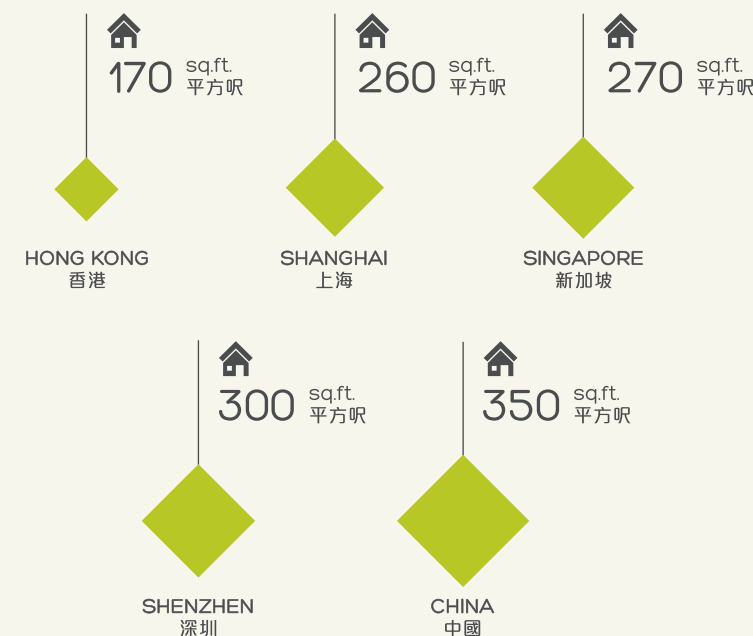 170 sq.ft.
平方呎
260 sq.ft.
平方呎
270 sq.ft.
平方呎
HONG KONG
香港
SHANGHAI
上海
SINGAPORE
新加坡
300 sq.ft.
平方呎
350 sq.ft.
平方呎
SHENZHEN
深圳
CHINA
中國